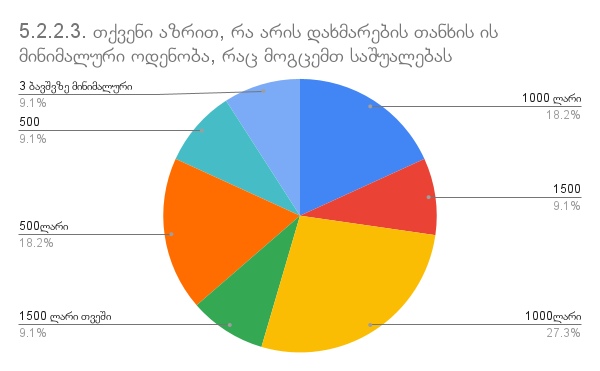 5.2.2.3. თქვენი აზრით, რა არის დახმარების თანხის ის
მინიმალური ოდენობა, რაც მოგცემთ საშუალებას
3 ბავშვზე მინიმალური
9.1%
500
9.1%
500ლარი
18.2%
1500 ლარი თვეში
9.1%
1000 ლარი
18.2%
1500
9.1%
1000ლარი
27.3%